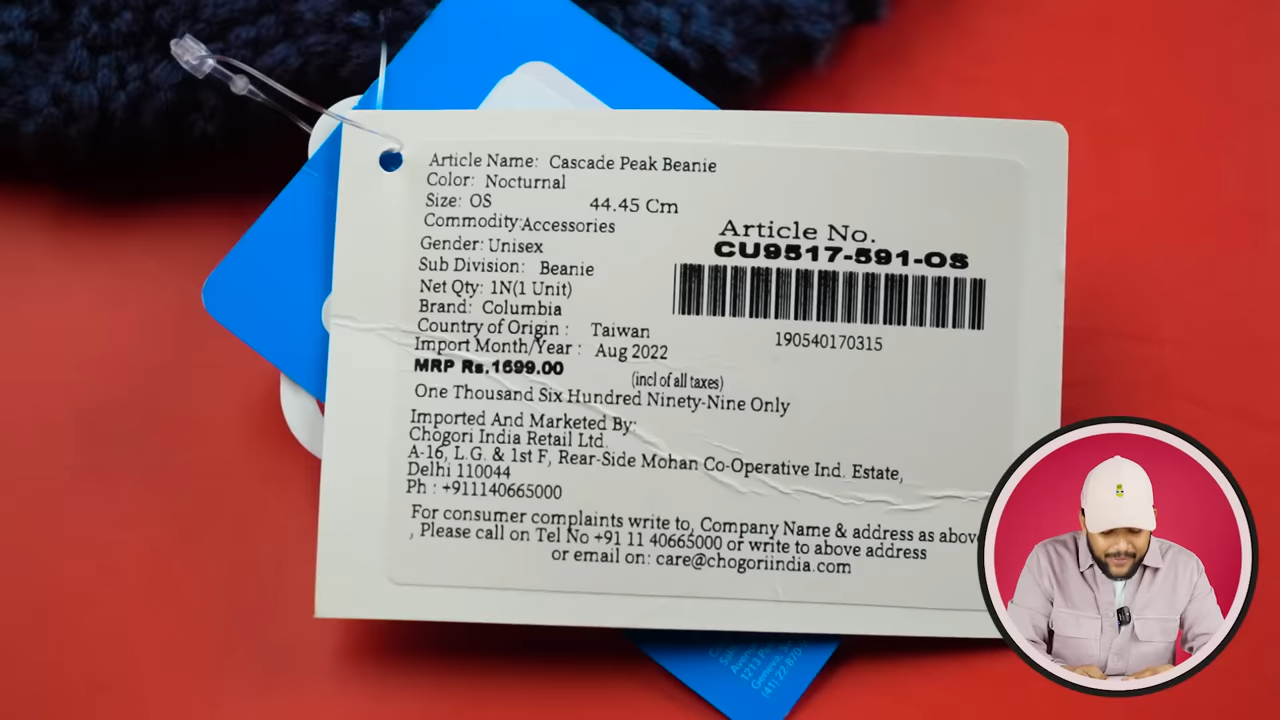 Article Name: Cascade Peak Beanie
Color: Nocturnal
Size: OS 44.45 Cm
Commodity:Accessories
Gender: Unisex
Sub Division: Beanie
Net Qty: 1N(1 Unit)
Brand: Columbia
Country of Origin : Taiwan
Import Month/Year : Aug 2022
MRP Rs.1699.00 (incl of all taxes)
One Thousand Six Hundred Ninety-Nine Only
Article No.
CU9517-591-OS
190540170315
Imported And Marketed By:
Chogori India Retail Ltd.
A-16, L.G. & 1st F, Rear-Side Mohan Co-Operative Ind. Estate,
Delhi 110044
Ph : +911140665000
For consumer complaints write to, Company Name & address as above
, Please call on Tel No +91 11 40665000 or write to above address
or email on: care@chogoriindia.com